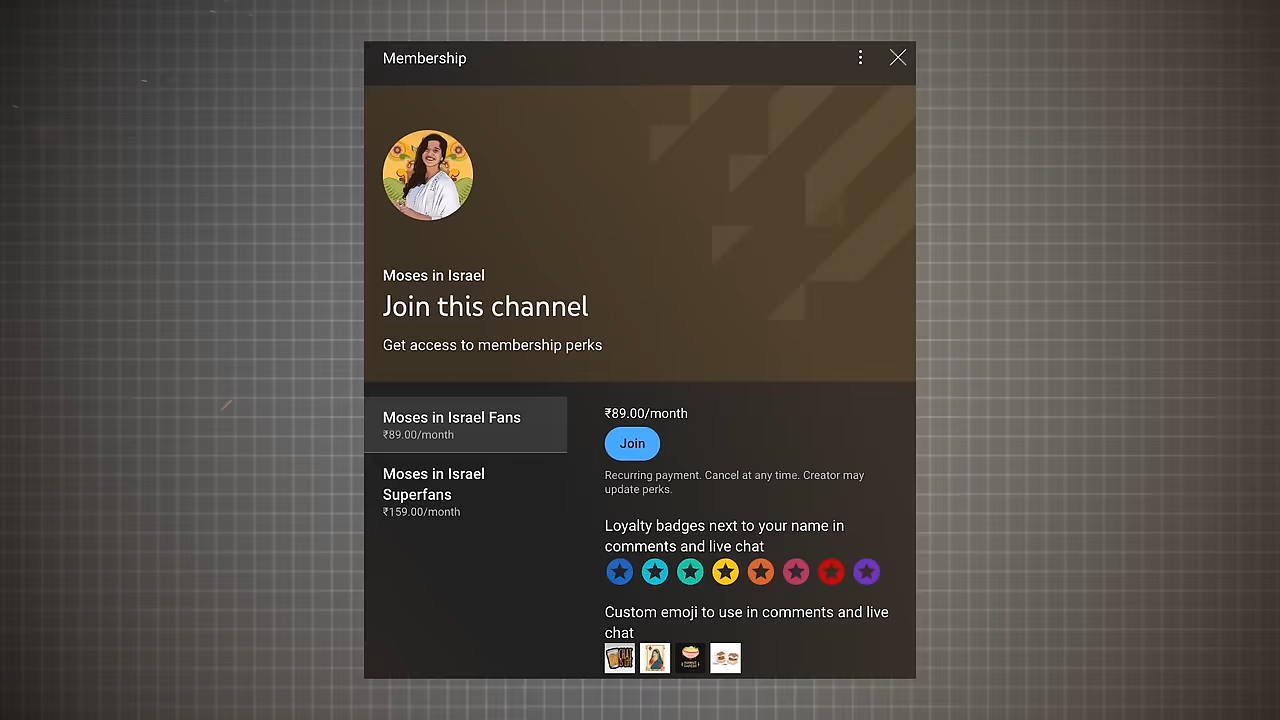 Membership
Moses in Israel
Join this channel
Get access to membership perks
Moses in Israel Fans
₹89.00/month
Moses in Israel
Superfans
₹159.00/month
₹89.00/month
Join
Recurring payment. Cancel at any time. Creator may
update perks.
Loyalty badges next to your name in
comments and live chat
Custom emoji to use in comments and live
chat